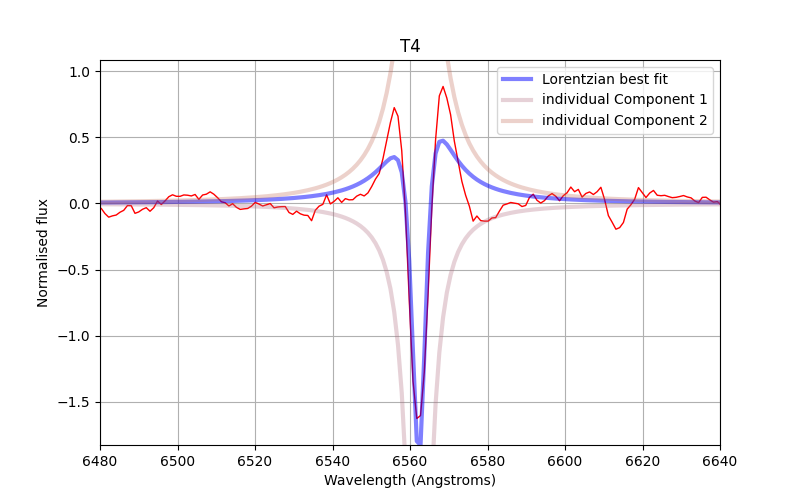 T4
Lorentzian best fit
individual Component 1
individual Component 2
Normalised flux
1.0
0.5
0.0
−0.5
−1.0
−1.5
6480 6500 6520 6540 6560 6580 6600 6620 6640
Wavelength (Angstroms)